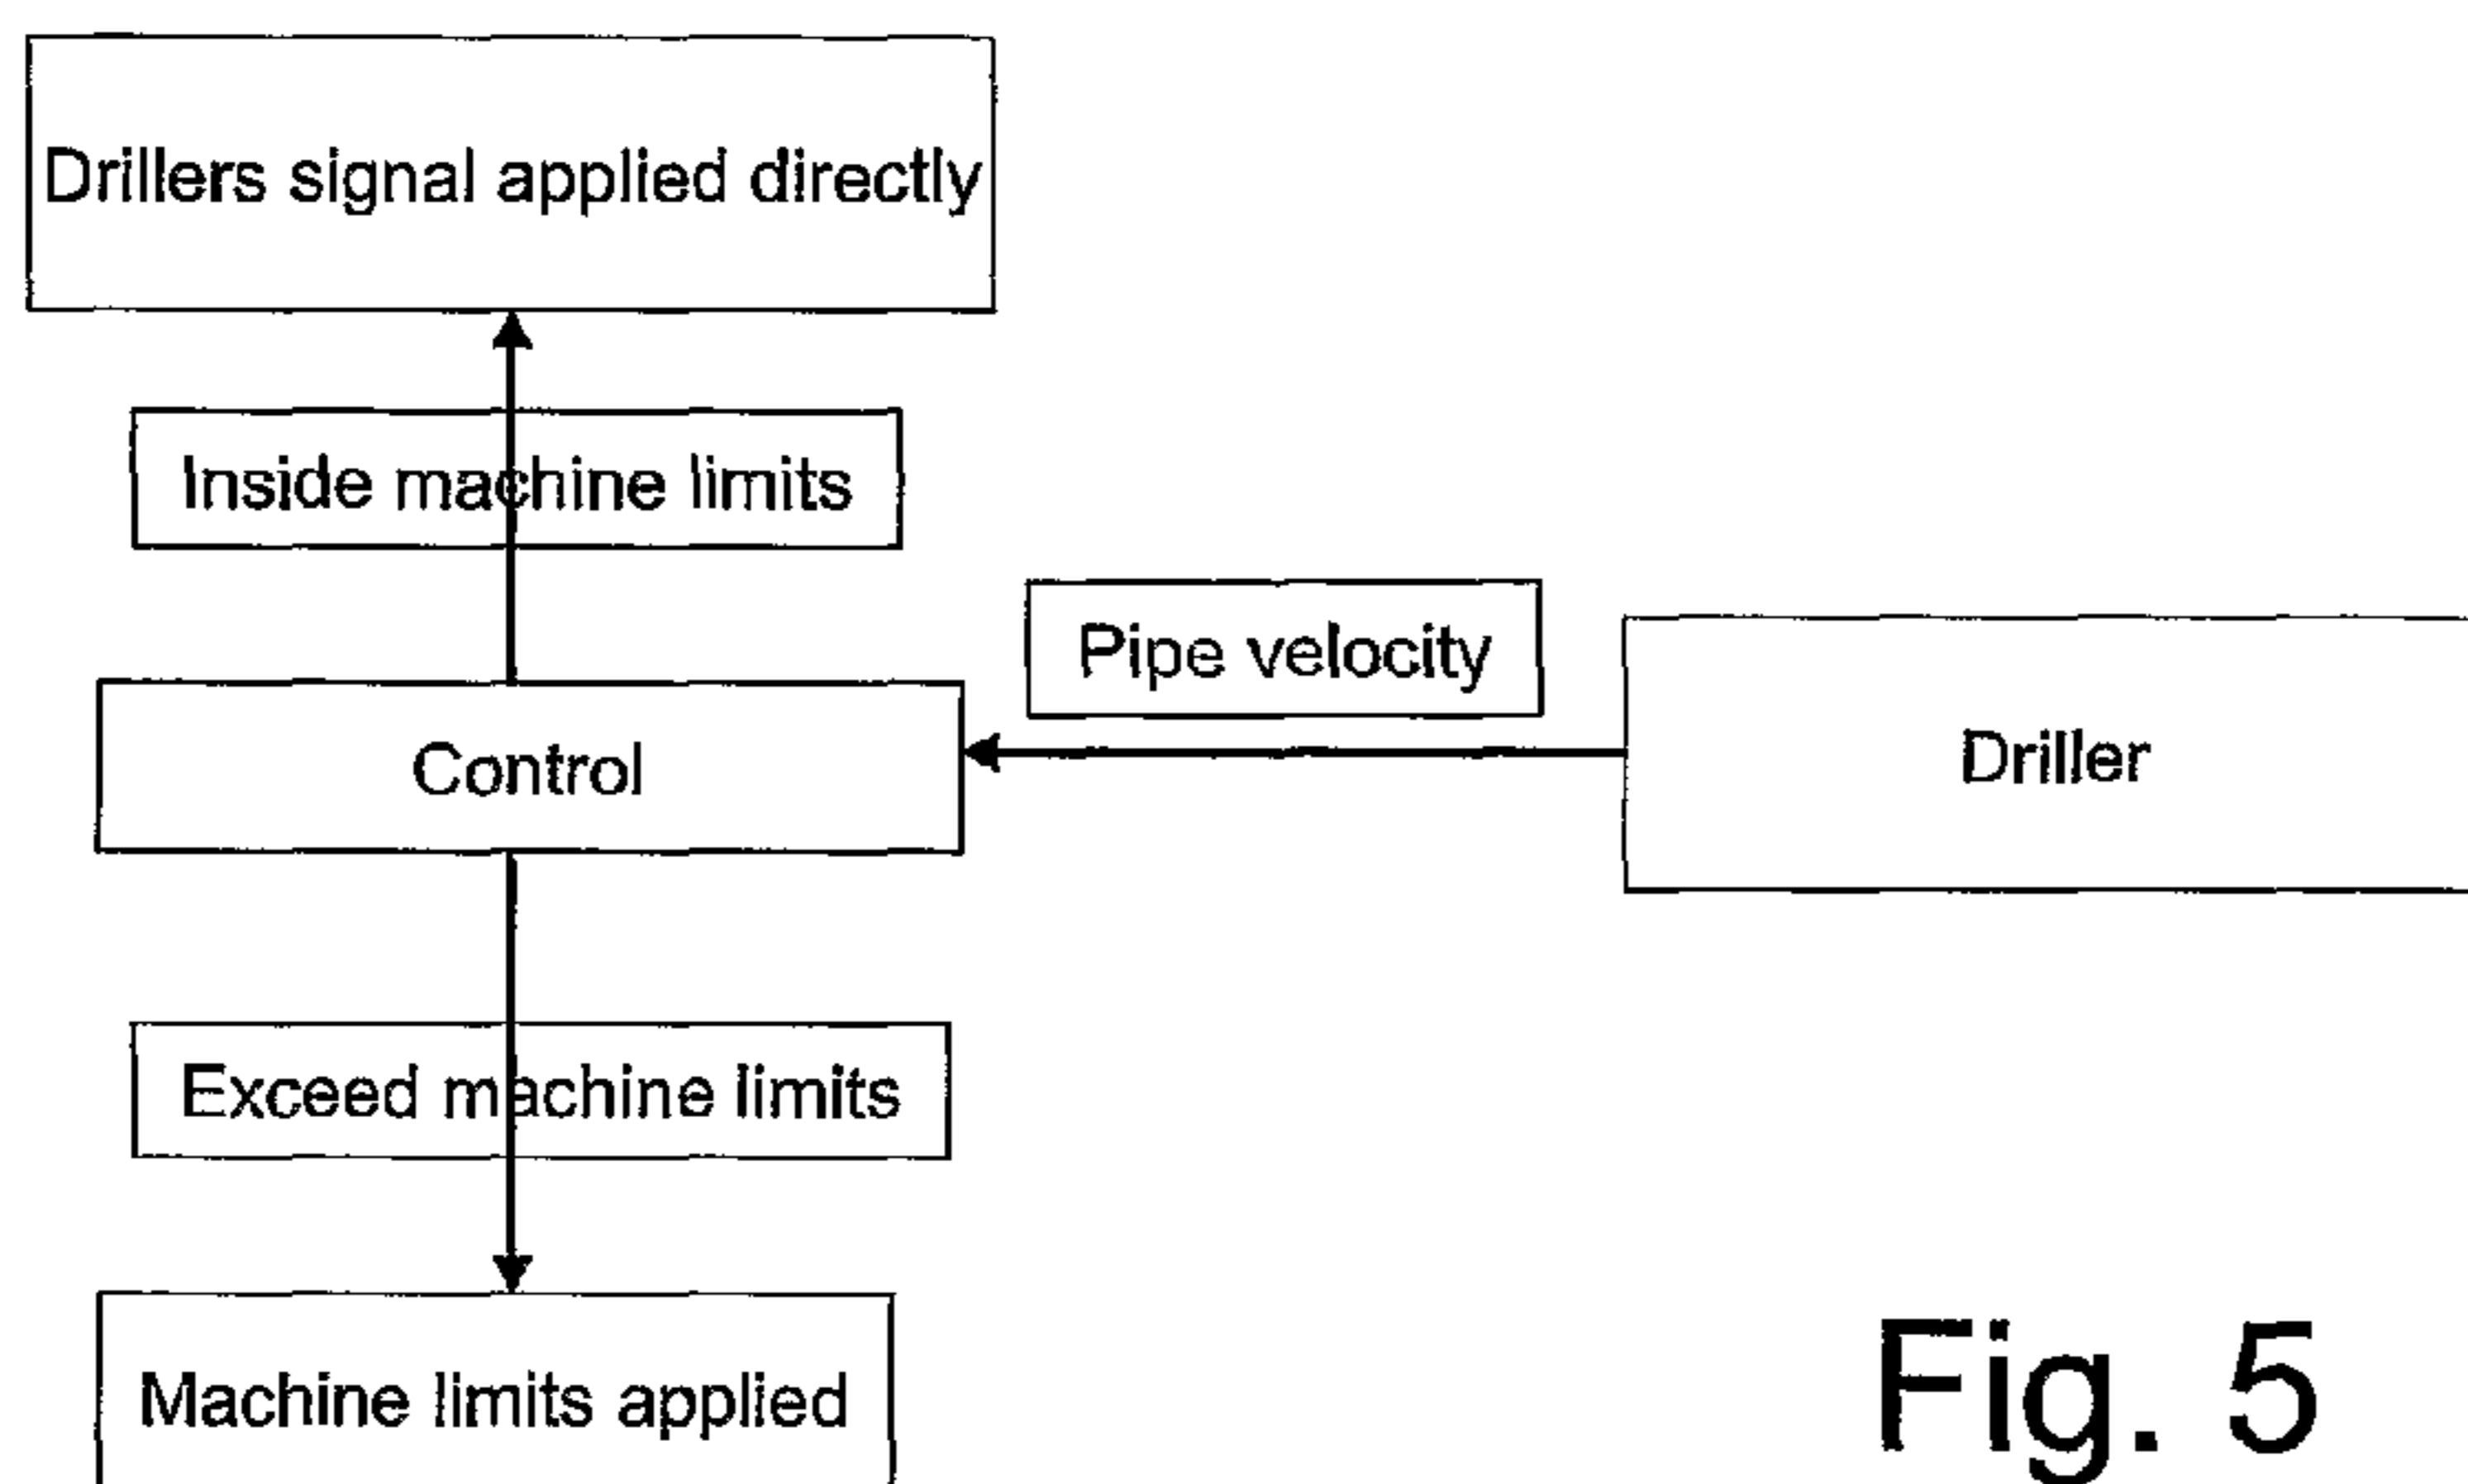 Drillers signal applied directly
Inside machine limits
Pipe velocity
Control
Driller
Exceed machine limits
Machine limits applied
Fig. 5